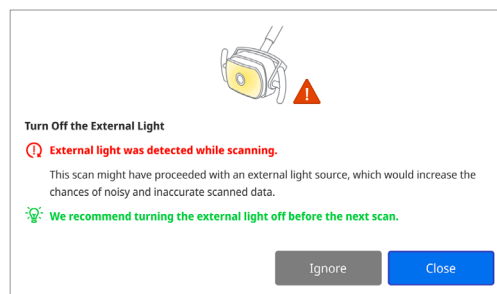 Turn Off the External Light
External light was detected while scanning.
This scan might have proceeded with an external light source, which would increase the
chances of noisy and inaccurate scanned data.
We recommend turning the external light off before the next scan.
Ignore
Close